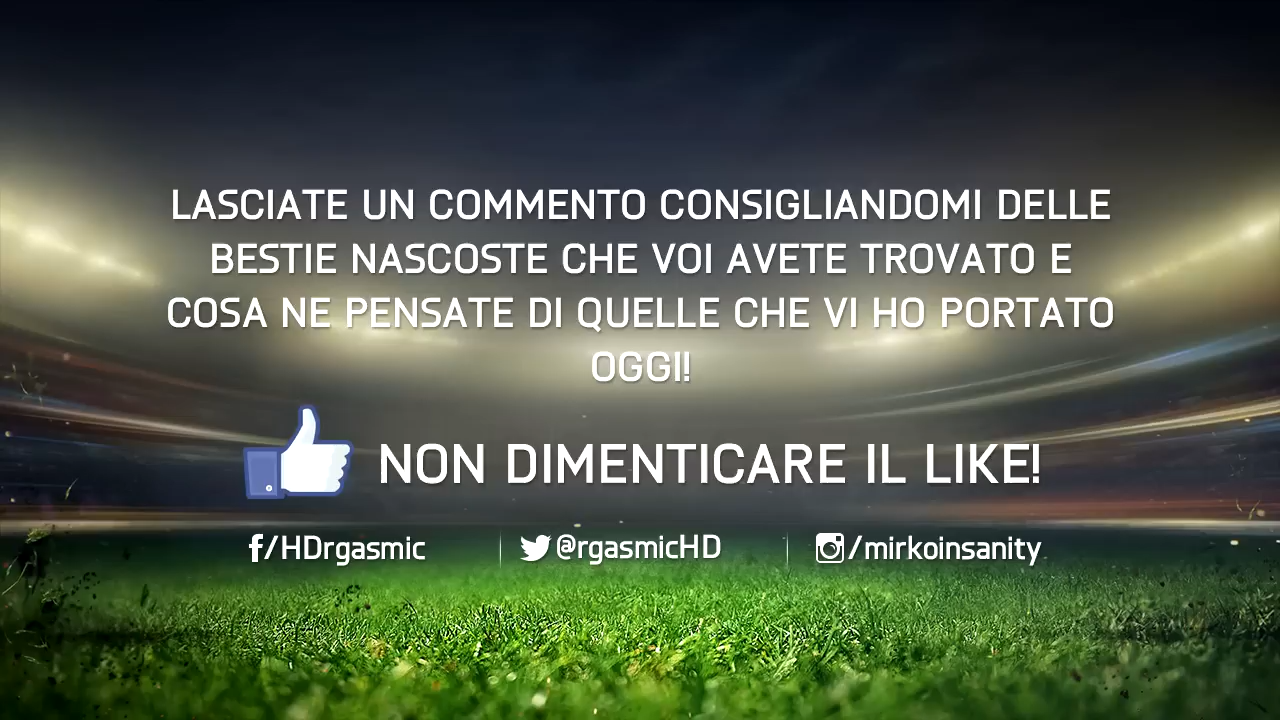 LASCIATE UN COMMENTO CONSIGLIANDOMI DELLE
BESTIE NASCOSTE CHE VOI AVETE TROVATO E
COSA NE PENSATE DI QUELLE CHE VI HO PORTATO
OGGI!
NON DIMENTICARE IL LIKE!
f/HDrgasmic @rgasmicHD /mirkoinsanity